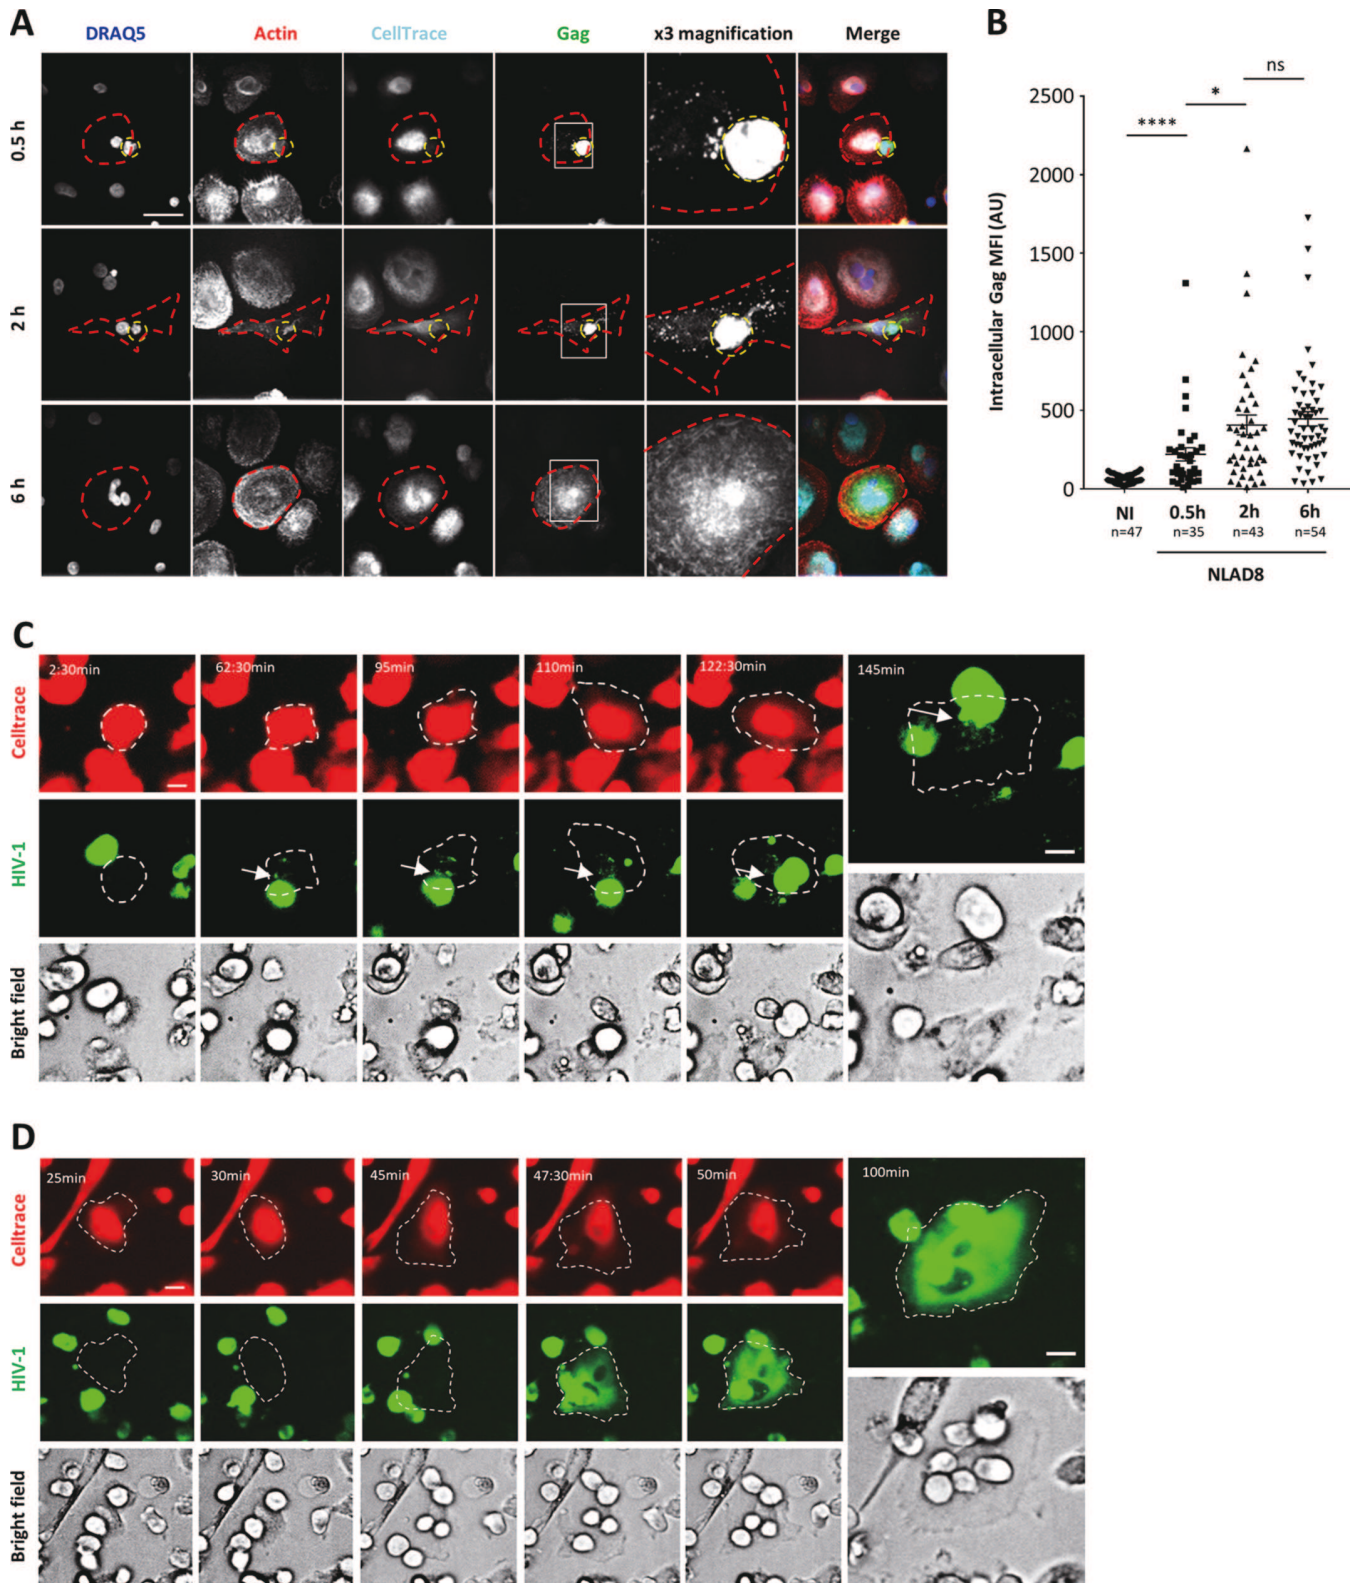 A
DRAQ5 Actin CellTrace Gag x3 magnification Merge
0.5 h
2 h
6 h
B
Intracellular Gag MFI (AU)
2500
2000
1500
1000
500
0
**** * ns
NI 0.5h 2h 6h
n=47 n=35 n=43 n=54
NLAD8
C
Celltrace
2:30min 62:30min 95min 110min 122:30min 145min
HIV-1
Bright field
D
Celltrace
25min 30min 45min 47:30min 50min 100min
HIV-1
Bright field